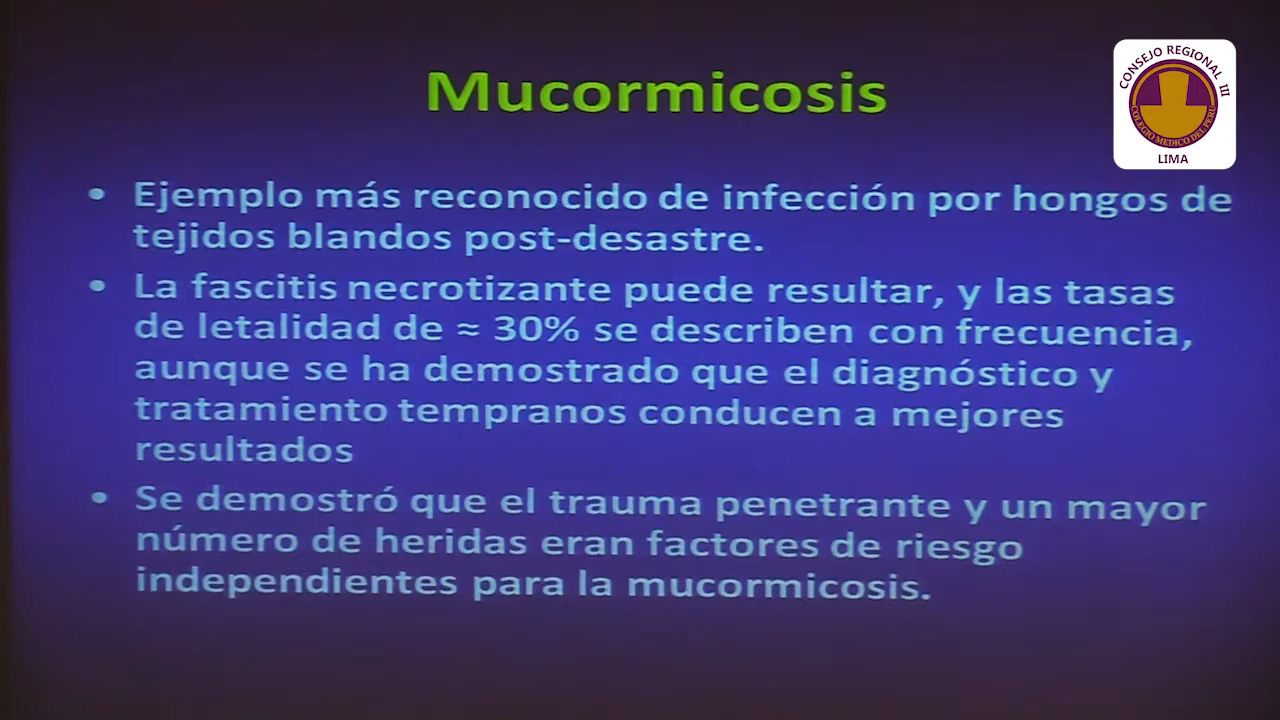 Mucormicosis
CONSEJO REGIONAL III
COLEGIO MEDICO DEL PERU
LIMA
• Ejemplo más reconocido de infección por hongos de
tejidos blandos post-desastre.
• La fascitis necrotizante puede resultar, y las tasas
de letalidad de ≈ 30% se describen con frecuencia,
aunque se ha demostrado que el diagnóstico y
tratamiento tempranos conducen a mejores
resultados
• Se demostró que el trauma penetrante y un mayor
número de heridas eran factores de riesgo
independientes para la mucormicosis.